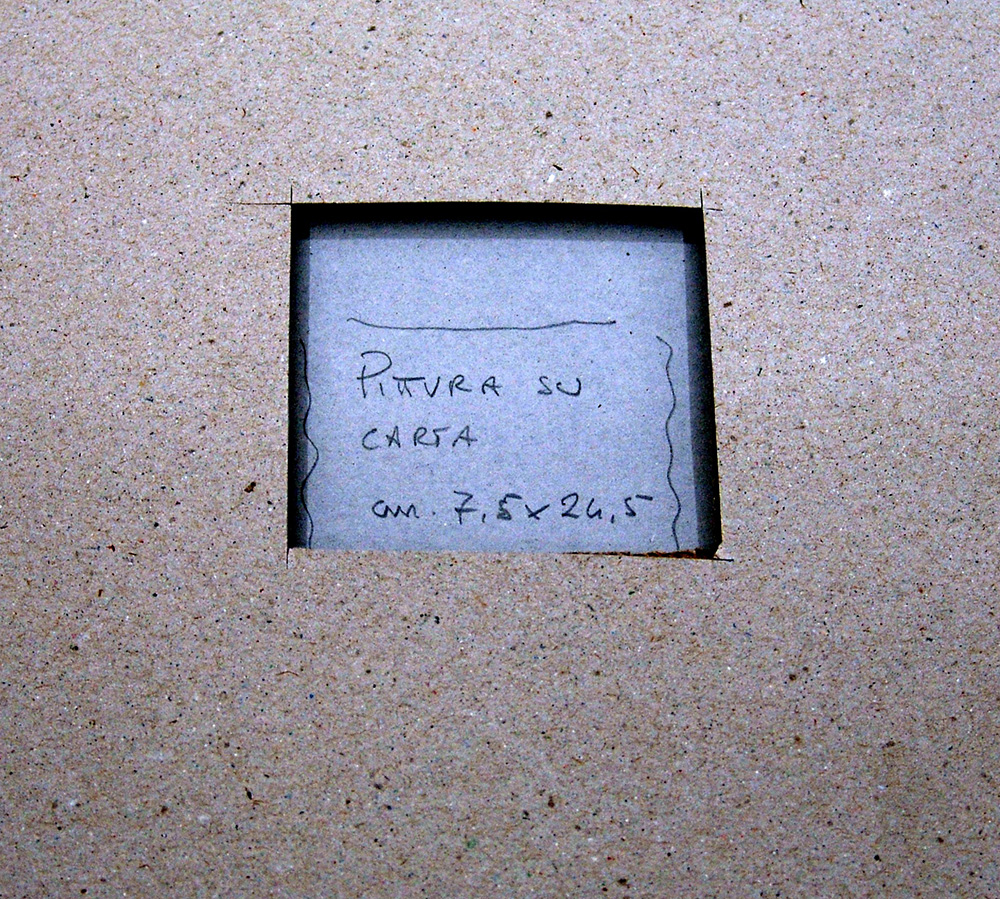 PITTURA SU
CARTA
cm. 7,5 x 24,5